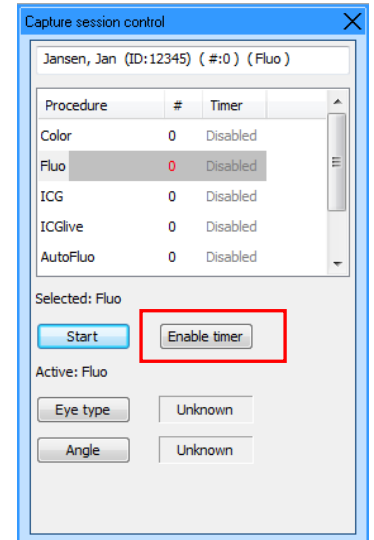 Capture session control
Jansen, Jan (ID:12345) ( #:0 ) ( Fluo )
Procedure # Timer
Color 0 Disabled
Fluo 0 Disabled
ICG 0 Disabled
ICGlive 0 Disabled
AutoFluo 0 Disabled
Selected: Fluo
Start Enable timer
Active: Fluo
Eye type Unknown
Angle Unknown